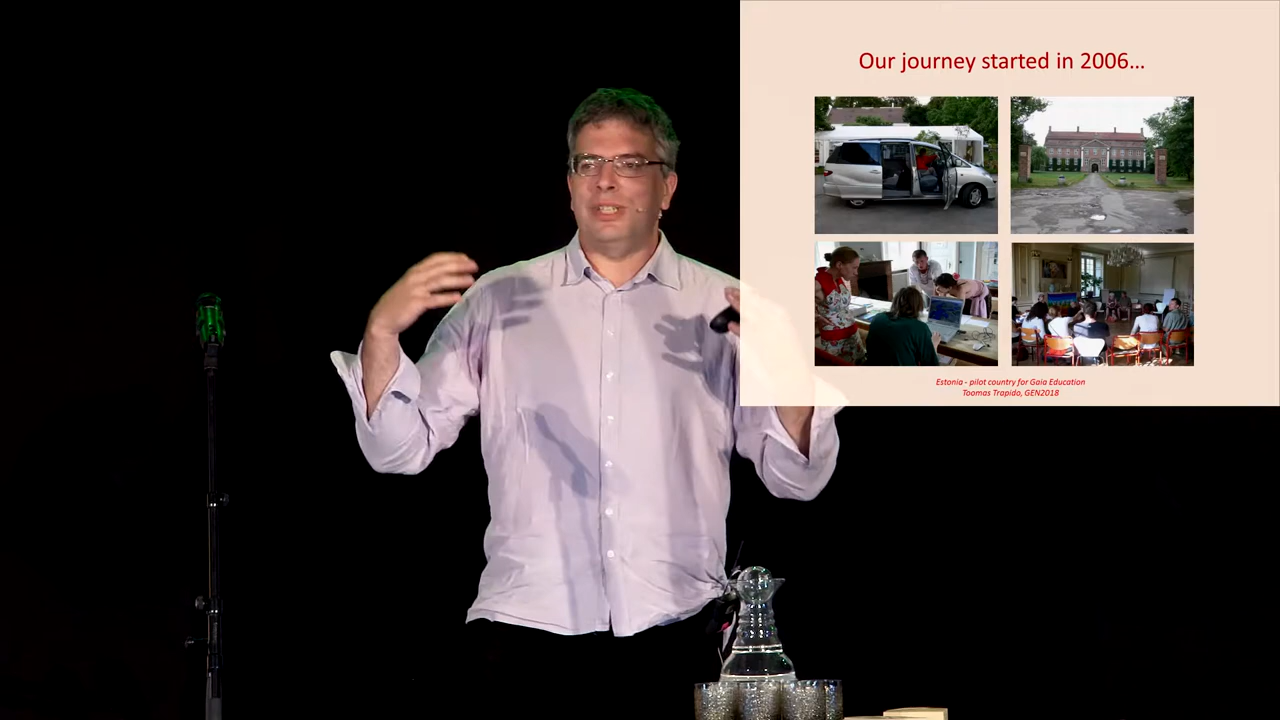 Our journey started in 2006…
Estonia - pilot country for Gaia Education
Toomas Trapido, GEN2018